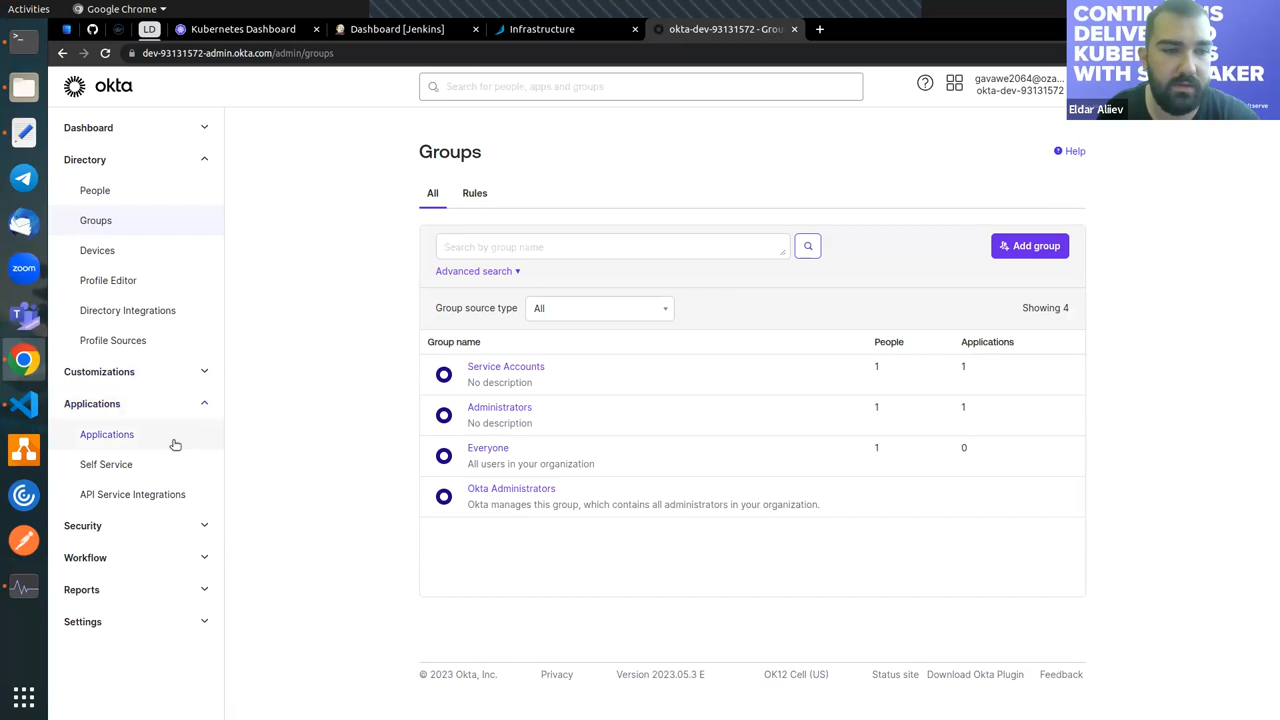 Activities
Google Chrome
LD
Kubernetes Dashboard
Dashboard [Jenkins]
Infrastructure
okta-dev-93131572 - Grou
dev-93131572-admin.okta.com/admin/groups
okta
Search for people, apps and groups
gavawe2064@oza...
okta-dev-93131572
Eldar Aliiev
Dashboard
Directory
People
Groups
Devices
Profile Editor
Directory Integrations
Profile Sources
Customizations
Applications
Applications
Self Service
API Service Integrations
Security
Workflow
Reports
Settings
zoom
Groups
Help
All
Rules
Search by group name
Add group
Advanced search
Group source type
All
Showing 4
Group name
People
Applications
Service Accounts
No description
1
1
Administrators
No description
1
1
Everyone
All users in your organization
1
0
Okta Administrators
Okta manages this group, which contains all administrators in your organization.
© 2023 Okta, Inc.
Privacy
Version 2023.05.3 E
OK12 Cell (US)
Status site
Download Okta Plugin
Feedback